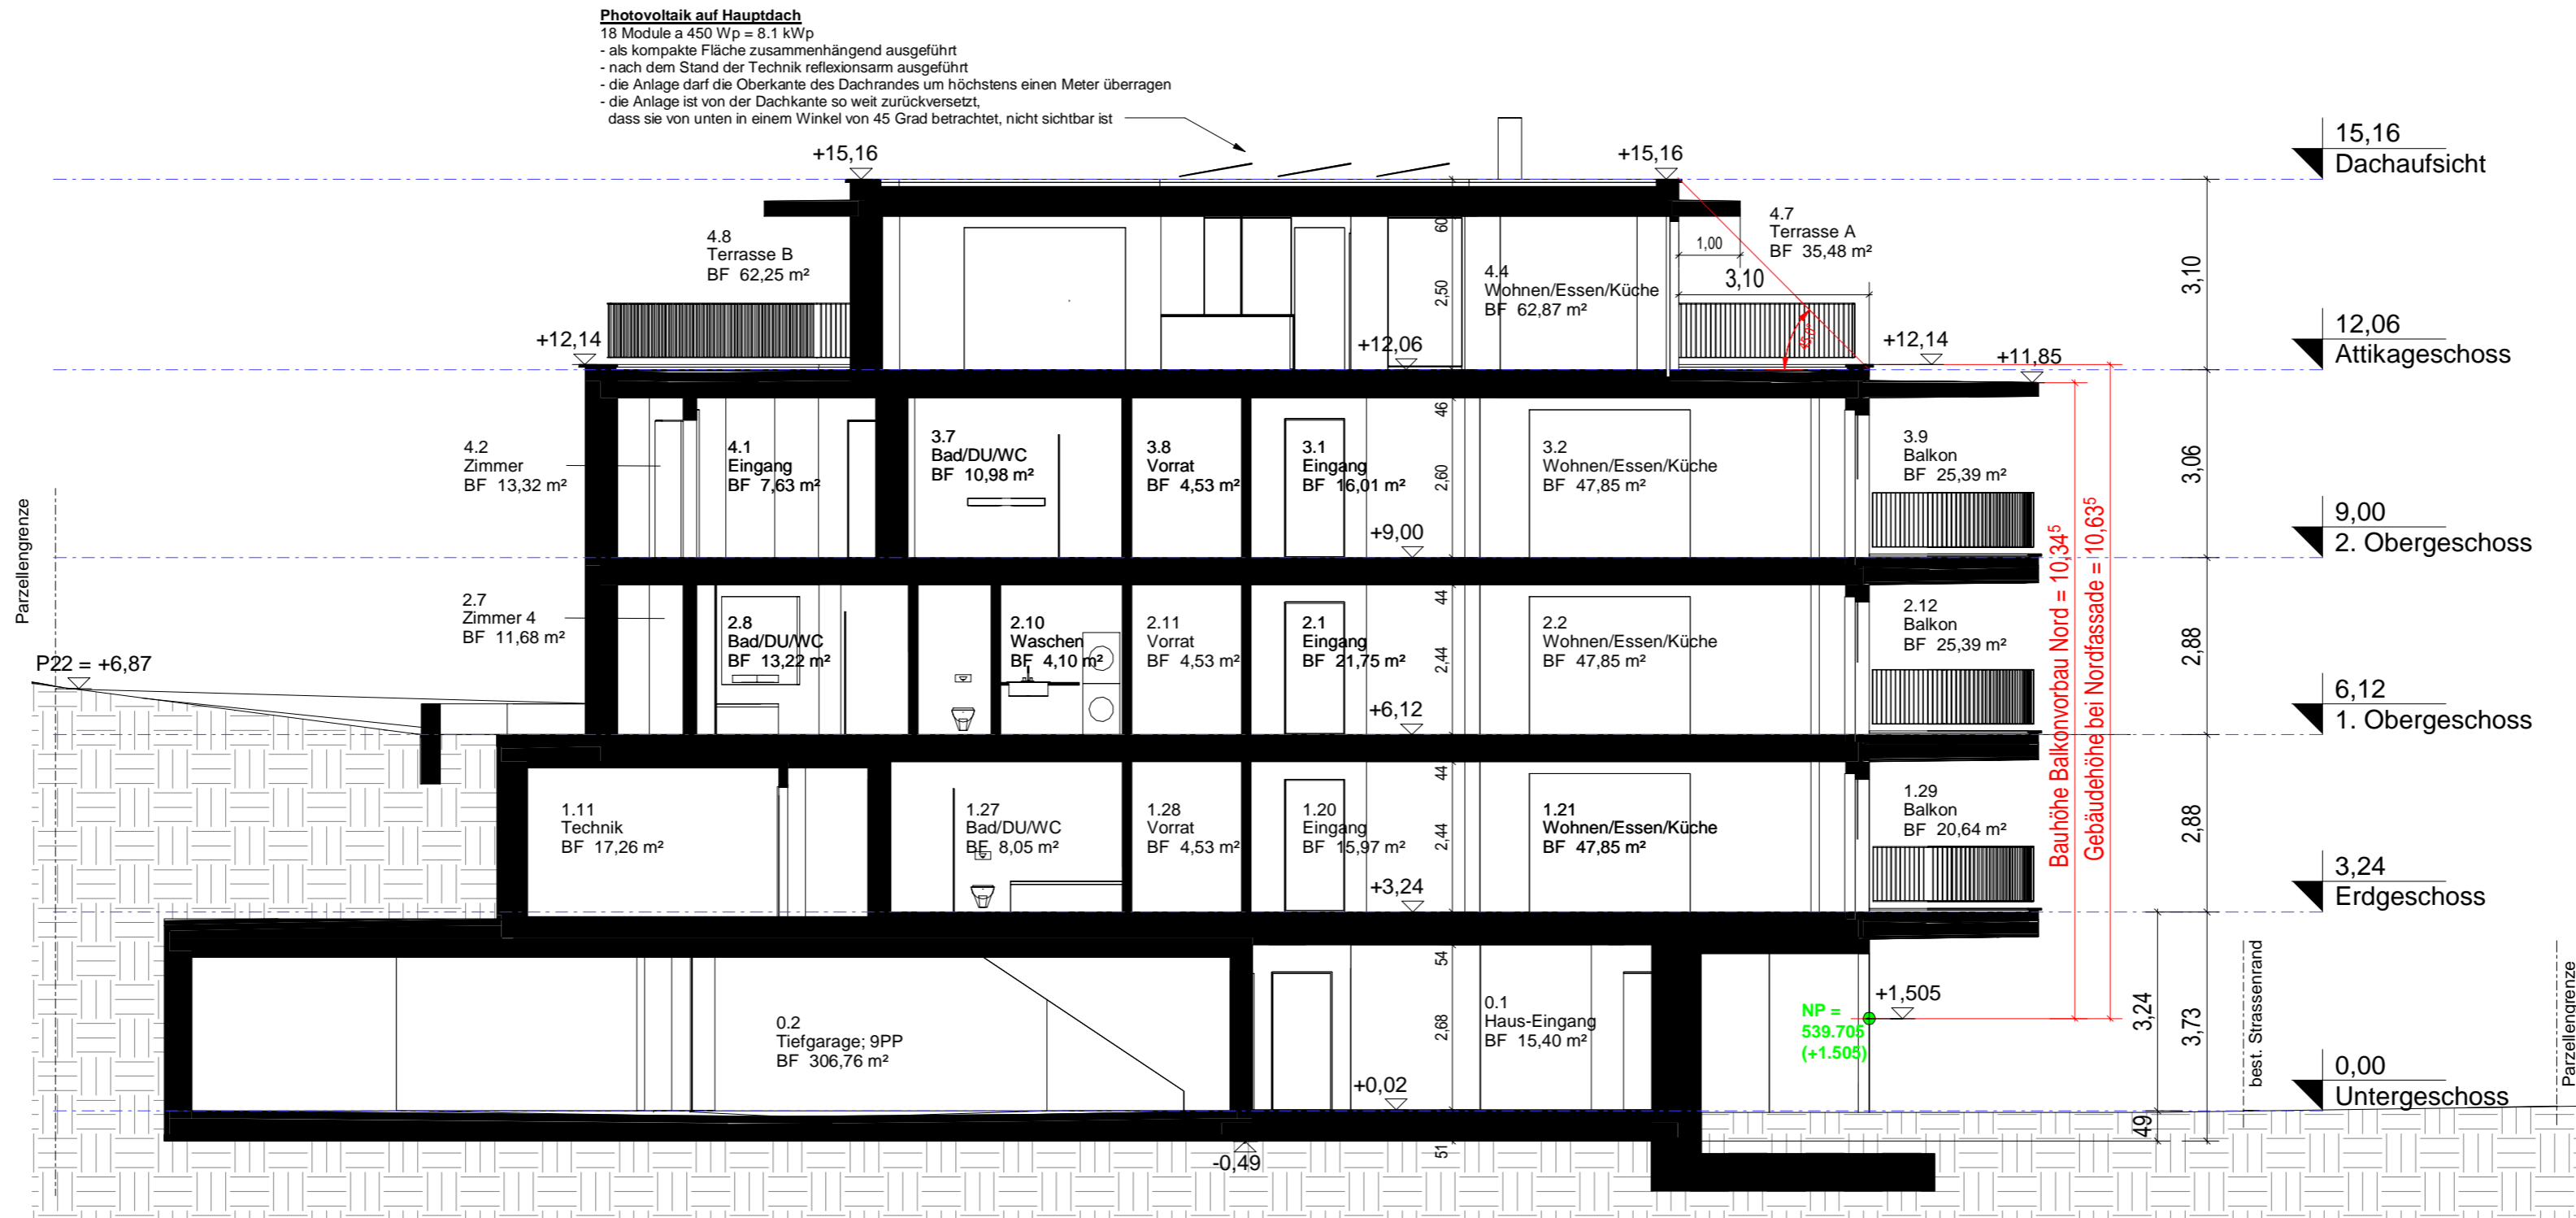 Photovoltaik auf Hauptdach
18 Module a 450 Wp = 8.1 kWp
- als kompakte Fläche zusammenhängend ausgeführt
- nach dem Stand der Technik reflexionsarm ausgeführt
- die Anlage darf die Oberkante des Dachrandes um höchstens einen Meter überragen
- die Anlage ist von der Dachkante so weit zurückversetzt,
dass sie von unten in einem Winkel von 45 Grad betrachtet, nicht sichtbar ist
+15,16
+15,16
15,16
Dachaufsicht
4.8
Terrasse B
BF 62,25 m²
60
2,50
4.4
Wohnen/Essen/Küche
BF 62,87 m²
1,00
3,10
4.7
Terrasse A
BF 35,48 m²
45,0°
3,10
+12,14
+12,06
+12,14
+11,85
12,06
Attikageschoss
4.2
Zimmer
BF 13,32 m²
4.1
Eingang
BF 7,63 m²
3.7
Bad/DU/WC
BF 10,98 m²
3.8
Vorrat
BF 4,53 m²
3.1
Eingang
BF 16,01 m²
46
2,60
3.2
Wohnen/Essen/Küche
BF 47,85 m²
3.9
Balkon
BF 25,39 m²
3,06
+9,00
9,00
2. Obergeschoss
Parzellengrenze
2.7
Zimmer 4
BF 11,68 m²
2.8
Bad/DU/WC
BF 13,22 m²
2.10
Waschen
BF 4,10 m²
2.11
Vorrat
BF 4,53 m²
2.1
Eingang
BF 21,75 m²
44
2,44
2.2
Wohnen/Essen/Küche
BF 47,85 m²
2.12
Balkon
BF 25,39 m²
Bauhöhe Balkonvorbau Nord = 10,34⁵
Gebäudehöhe bei Nordfassade = 10,63⁵
2,88
P22 = +6,87
+6,12
6,12
1. Obergeschoss
1.11
Technik
BF 17,26 m²
1.27
Bad/DU/WC
BF 8,05 m²
1.28
Vorrat
BF 4,53 m²
1.20
Eingang
BF 15,97 m²
44
2,44
1.21
Wohnen/Essen/Küche
BF 47,85 m²
1.29
Balkon
BF 20,64 m²
2,88
+3,24
3,24
Erdgeschoss
0.2
Tiefgarage; 9PP
BF 306,76 m²
54
2,68
0.1
Haus-Eingang
BF 15,40 m²
NP =
539.705
(+1.505)
+1,505
3,24
3,73
best. Strassenrand
Parzellengrenze
+0,02
0,00
Untergeschoss
-0,49
51
49